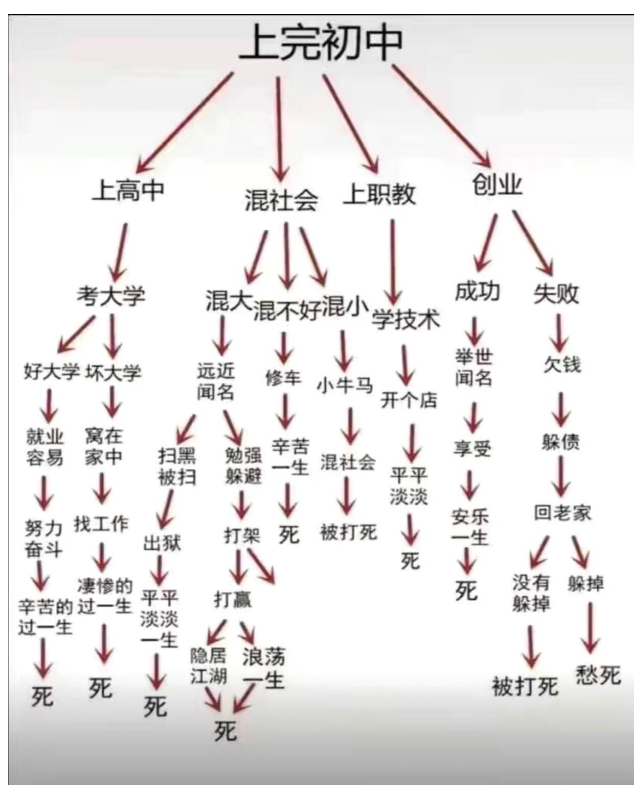 上完初中
上高中
混社会
上职教
创业
考大学
混大
混不好
混小
学技术
成功
失败
好大学
坏大学
远近
闻名
修车
小牛马
开个店
举世
闻名
欠钱
就业
容易
窝在
家中
扫黑
被扫
勉强
躲避
辛苦
一生
混社会
平平
淡淡
享受
躲债
努力
奋斗
找工作
出狱
打架
死
被打死
死
安乐
一生
回老家
辛苦的
过一生
凄惨的
过一生
平平
淡淡
一生
打赢
死
没有
躲掉
躲掉
隐居
江湖
浪荡
一生
死
死
死
死
被打死
愁死